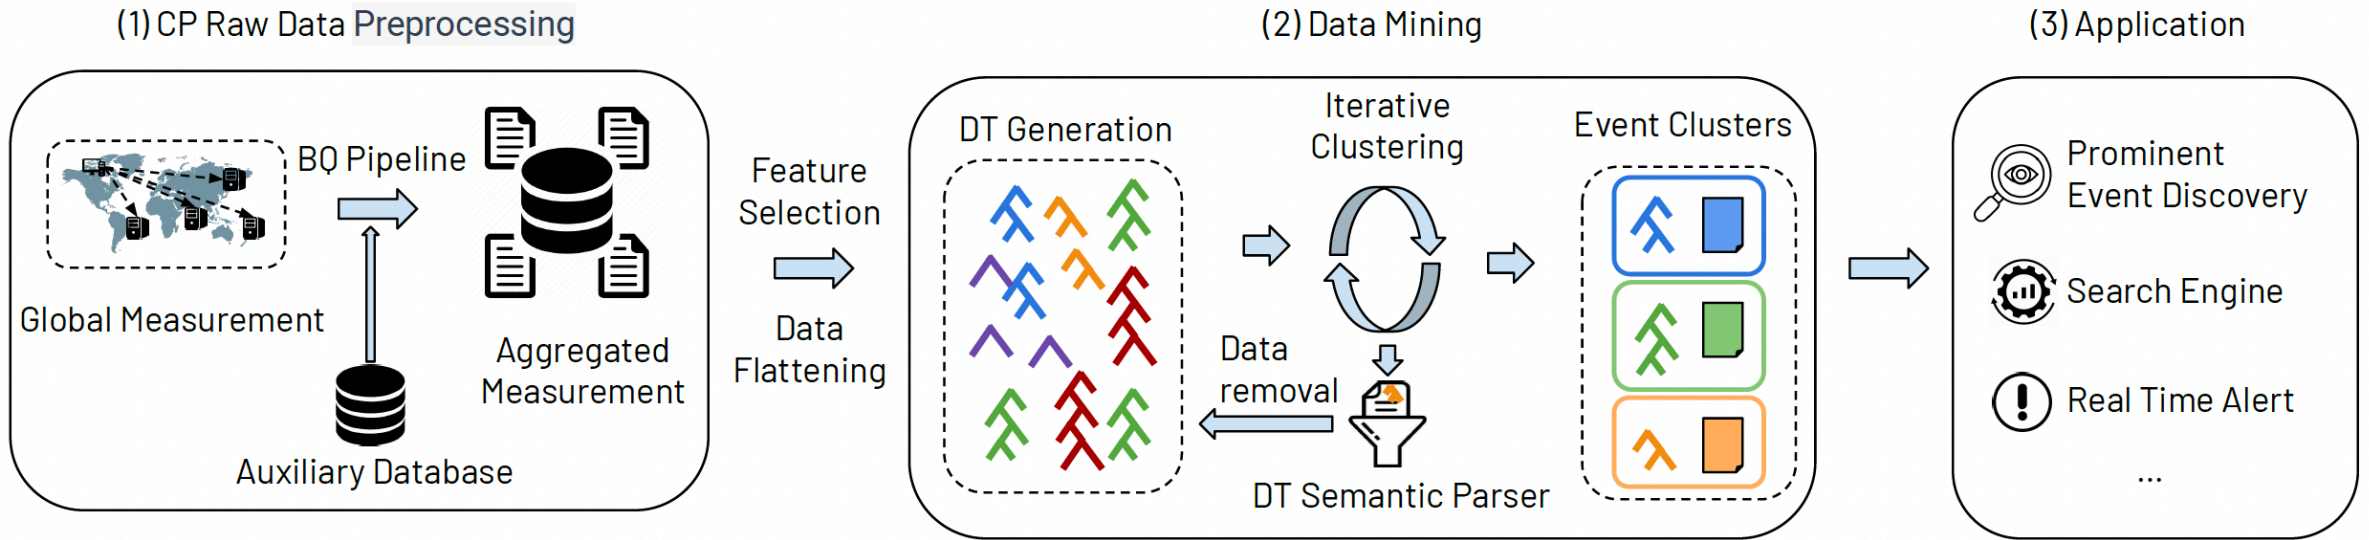 (1) CP Raw Data Preprocessing
Global Measurement
BQ Pipeline
Auxiliary Database
Aggregated
Measurement
Feature
Selection
Data
Flattening
(2) Data Mining
DT Generation
Iterative
Clustering
Data
removal
DT Semantic Parser
Event Clusters
(3) Application
Prominent
Event Discovery
Search Engine
Real Time Alert
...